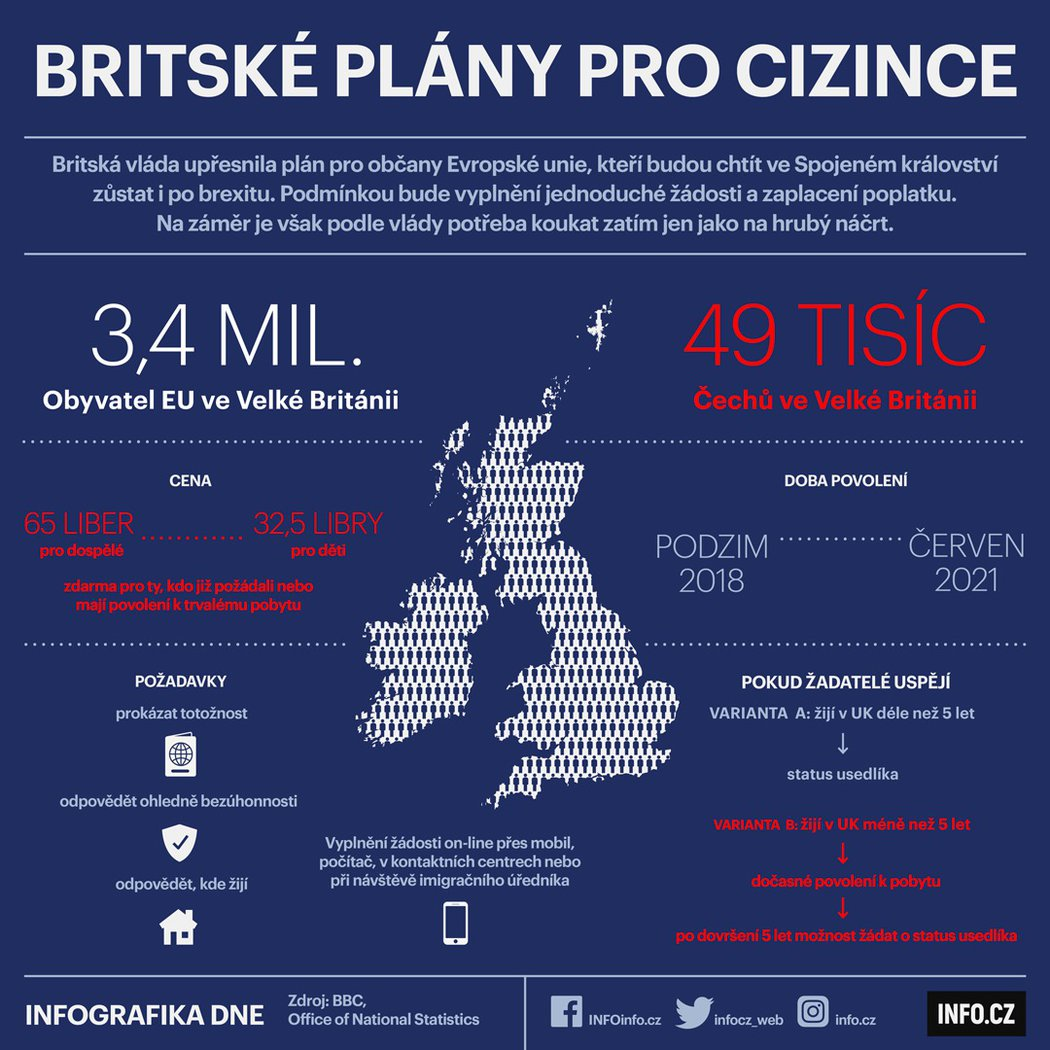 BRITSKÉ PLÁNY PRO CIZINCE
Britská vláda upřesnila plán pro občany Evropské unie, kteří budou chtít ve Spojeném království
zůstat i po brexitu. Podmínkou bude vyplnění jednoduché žádosti a zaplacení poplatku.
Na záměr je však podle vlády potřeba koukat zatím jen jako na hrubý náčrt.
3,4 MIL.
Obyvatel EU ve Velké Británii
49 TISÍC
Čechů ve Velké Británii
CENA
65 LIBER
pro dospělé
32,5 LIBRY
pro děti
zdarma pro ty, kdo již požádali nebo
mají povolení k trvalému pobytu
DOBA POVOLENÍ
PODZIM
2018
ČERVEN
2021
POŽADAVKY
prokázat totožnost
odpovědět ohledně bezúhonnosti
odpovědět, kde žijí
Vyplnění žádosti on-line přes mobil,
počítač, v kontaktních centrech nebo
při návštěvě imigračního úředníka
POKUD ŽADATELÉ USPĚJÍ
VARIANTA A: žijí v UK déle než 5 let
status usedlíka
VARIANTA B: žijí v UK méně než 5 let
dočasné povolení k pobytu
po dovršení 5 let možnost žádat o status usedlíka
INFOGRAFIKA DNE
Zdroj: BBC,
Office of National Statistics
INFOinfo.cz
infocz_web
info.cz
INFO.CZ